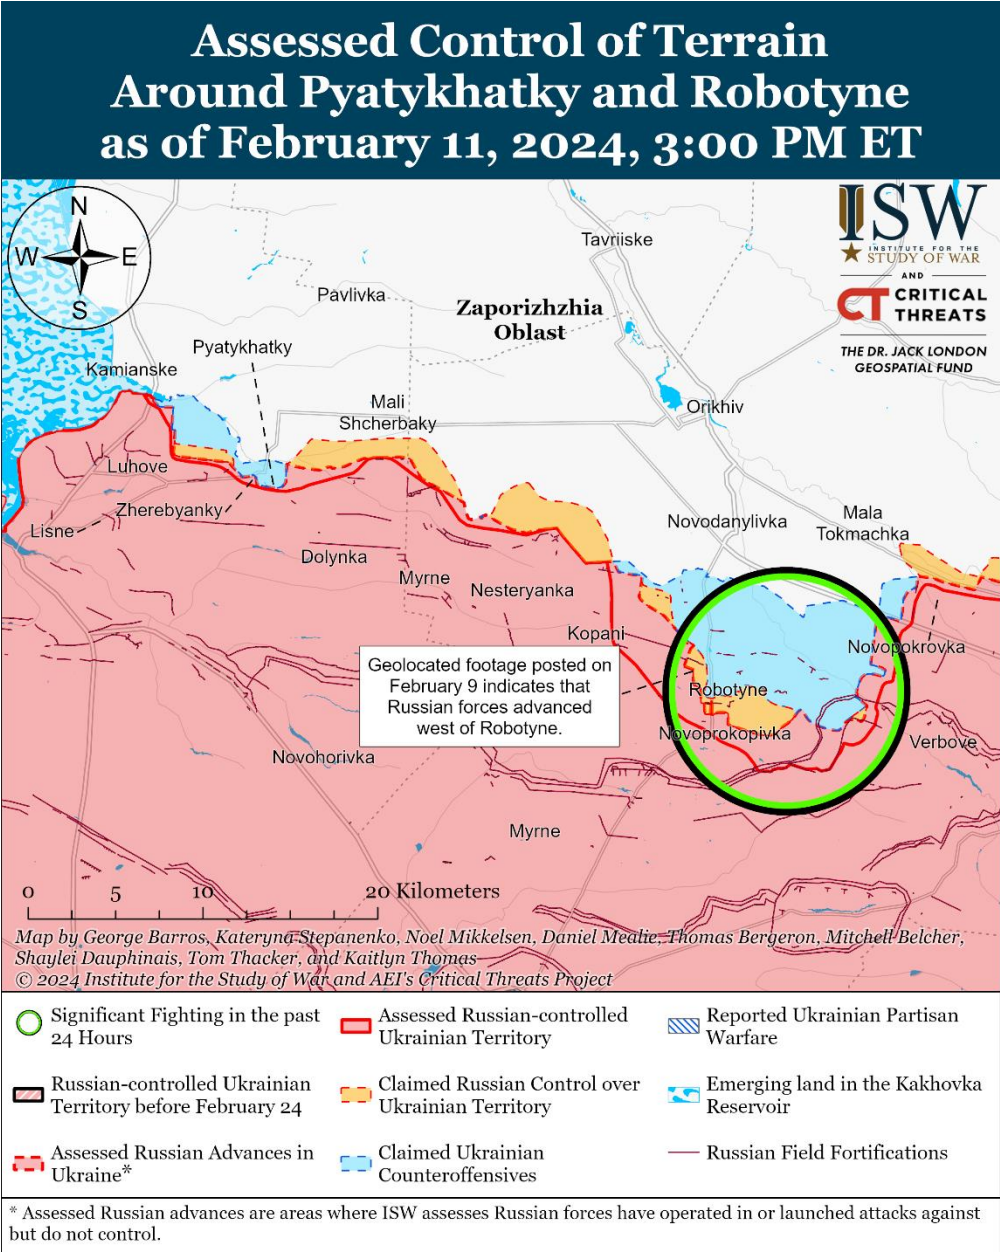 Assessed Control of Terrain
Around Pyatykhatky and Robotyne
as of February 11, 2024, 3:00 PM ET
N
W
E
S
ISW
INSTITUTE FOR THE
STUDY OF WAR
AND
CT CRITICAL
THREATS
THE DR. JACK LONDON
GEOSPATIAL FUND
Tavriiske
Pavlivka
Zaporizhzhia
Oblast
Pyatykhatky
Kamianske
Mali
Shcherbaky
Orikhiv
Luhove
Zherebyanky
Lisne
Novodanylivka
Mala
Tokmachka
Dolynka
Myrne
Nesteryanka
Kopani
Novopokrovka
Geolocated footage posted on
February 9 indicates that
Russian forces advanced
west of Robotyne.
Robotyne
Novoprokopivka
Verbove
Novohorivka
Myrne
0 5 10 20 Kilometers
Map by George Barros, Kateryna Stepanenko, Noel Mikkelsen, Daniel Mealie, Thomas Bergeron, Mitchell Belcher,
Shaylei Dauphinais, Tom Thacker, and Kaitlyn Thomas
© 2024 Institute for the Study of War and AEI's Critical Threats Project
Significant Fighting in the past
24 Hours
Assessed Russian-controlled
Ukrainian Territory
Reported Ukrainian Partisan
Warfare
Russian-controlled Ukrainian
Territory before February 24
Claimed Russian Control over
Ukrainian Territory
Emerging land in the Kakhovka
Reservoir
Assessed Russian Advances in
Ukraine*
Claimed Ukrainian
Counteroffensives
Russian Field Fortifications
* Assessed Russian advances are areas where ISW assesses Russian forces have operated in or launched attacks against
but do not control.